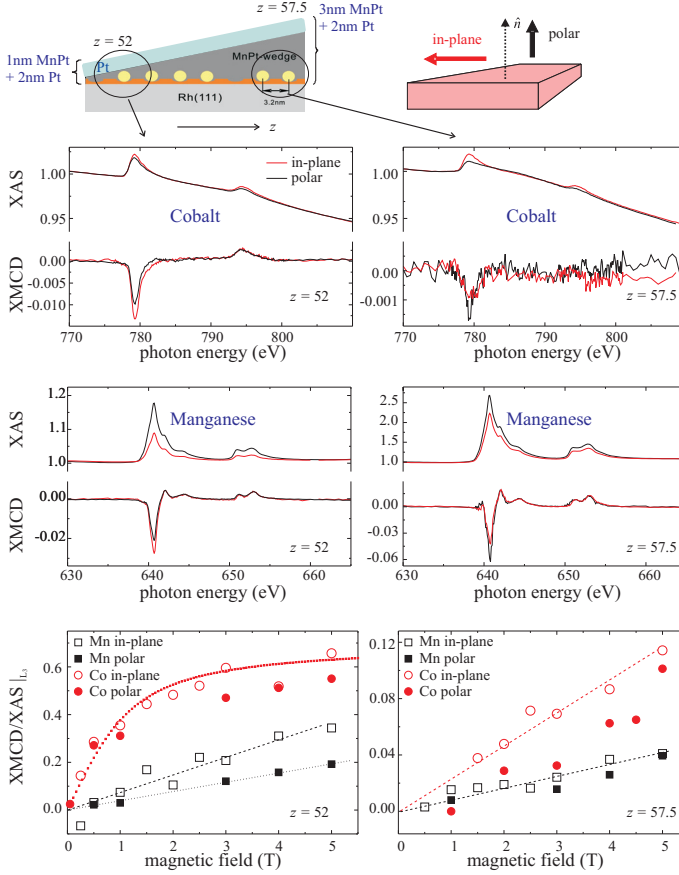 z = 57.5
z = 52
3nm MnPt
+ 2nm Pt
1nm MnPt
+ 2nm Pt
Pt
MnPt-wedge
Rh(111)
3.2nm
z
in-plane
n̂
polar
XAS
1.00
0.95
in-plane
polar
Cobalt
XMCD
0.00
-0.005
-0.010
z = 52
770 780 790 800
photon energy (eV)
1.00
0.95
Cobalt
0.00
-0.001
z = 57.5
770 780 790 800
photon energy (eV)
XAS
1.2
1.1
1.0
Manganese
XMCD
0.00
-0.02
z = 52
630 640 650 660
photon energy (eV)
2.5
2.0
1.5
1.0
Manganese
0.00
-0.03
-0.06
z = 57.5
630 640 650 660
photon energy (eV)
XMCD/XAS |L3
0.6
0.4
0.2
0.0
Mn in-plane
Mn polar
Co in-plane
Co polar
z = 52
0 1 2 3 4 5
magnetic field (T)
0.12
0.08
0.04
0.00
Mn in-plane
Mn polar
Co in-plane
Co polar
z = 57.5
0 1 2 3 4 5
magnetic field (T)